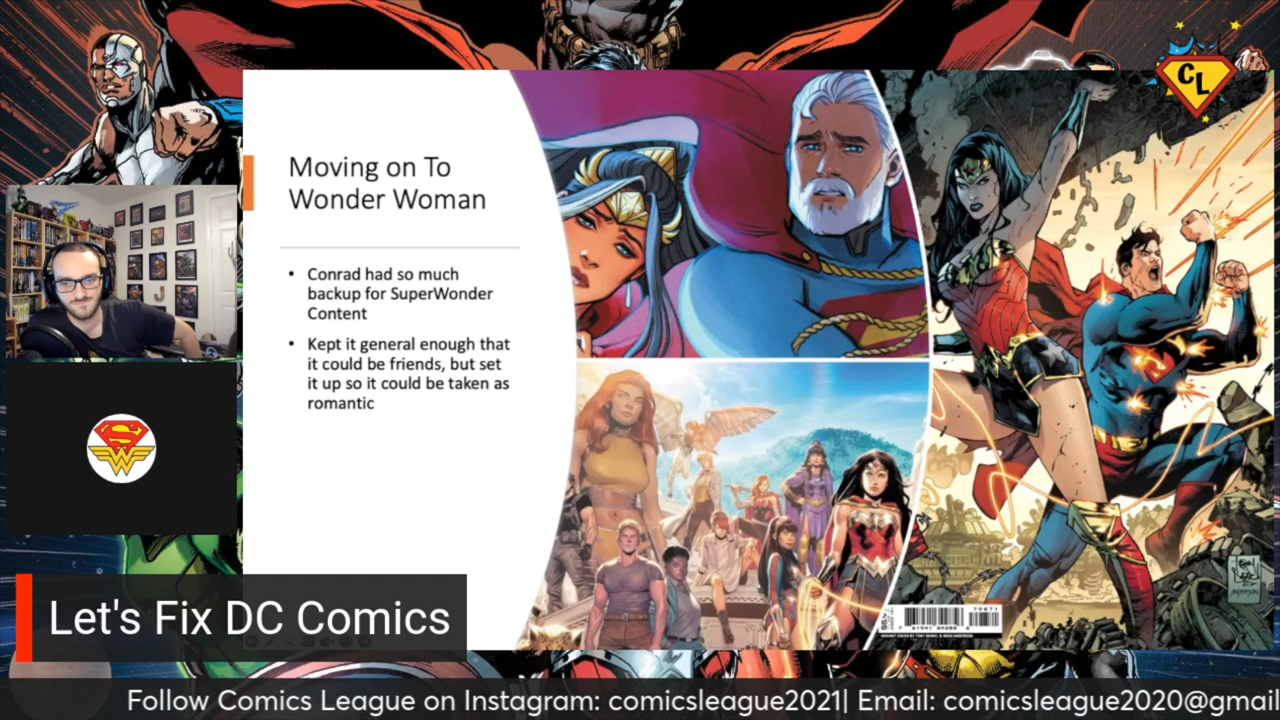 CL
Moving on To
Wonder Woman
• Conrad had so much
backup for SuperWonder
Content
• Kept it general enough that
it could be friends, but set
it up so it could be taken as
romantic
Let's Fix DC Comics
Follow Comics League on Instagram: comicsleague2021| Email: comicsleague2020@gmail